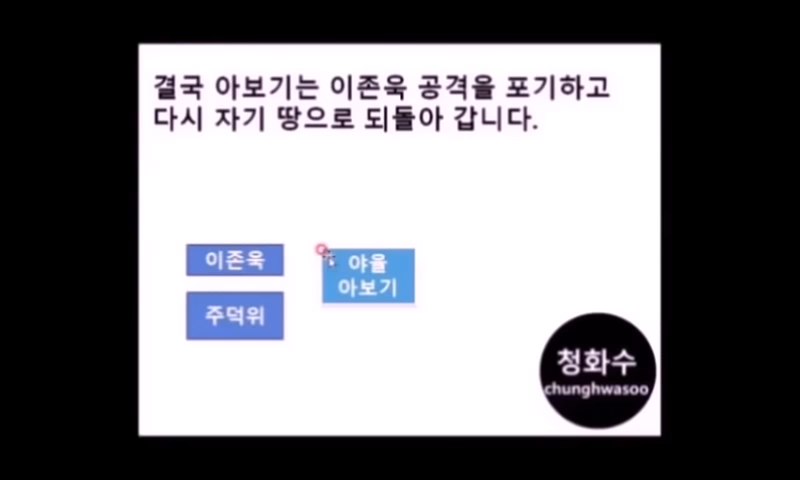 결국 아보기는 이존욱 공격을 포기하고
다시 자기 땅으로 되돌아 갑니다.
이존욱
야율
아보기
주덕위
청화수
chunghwasoo